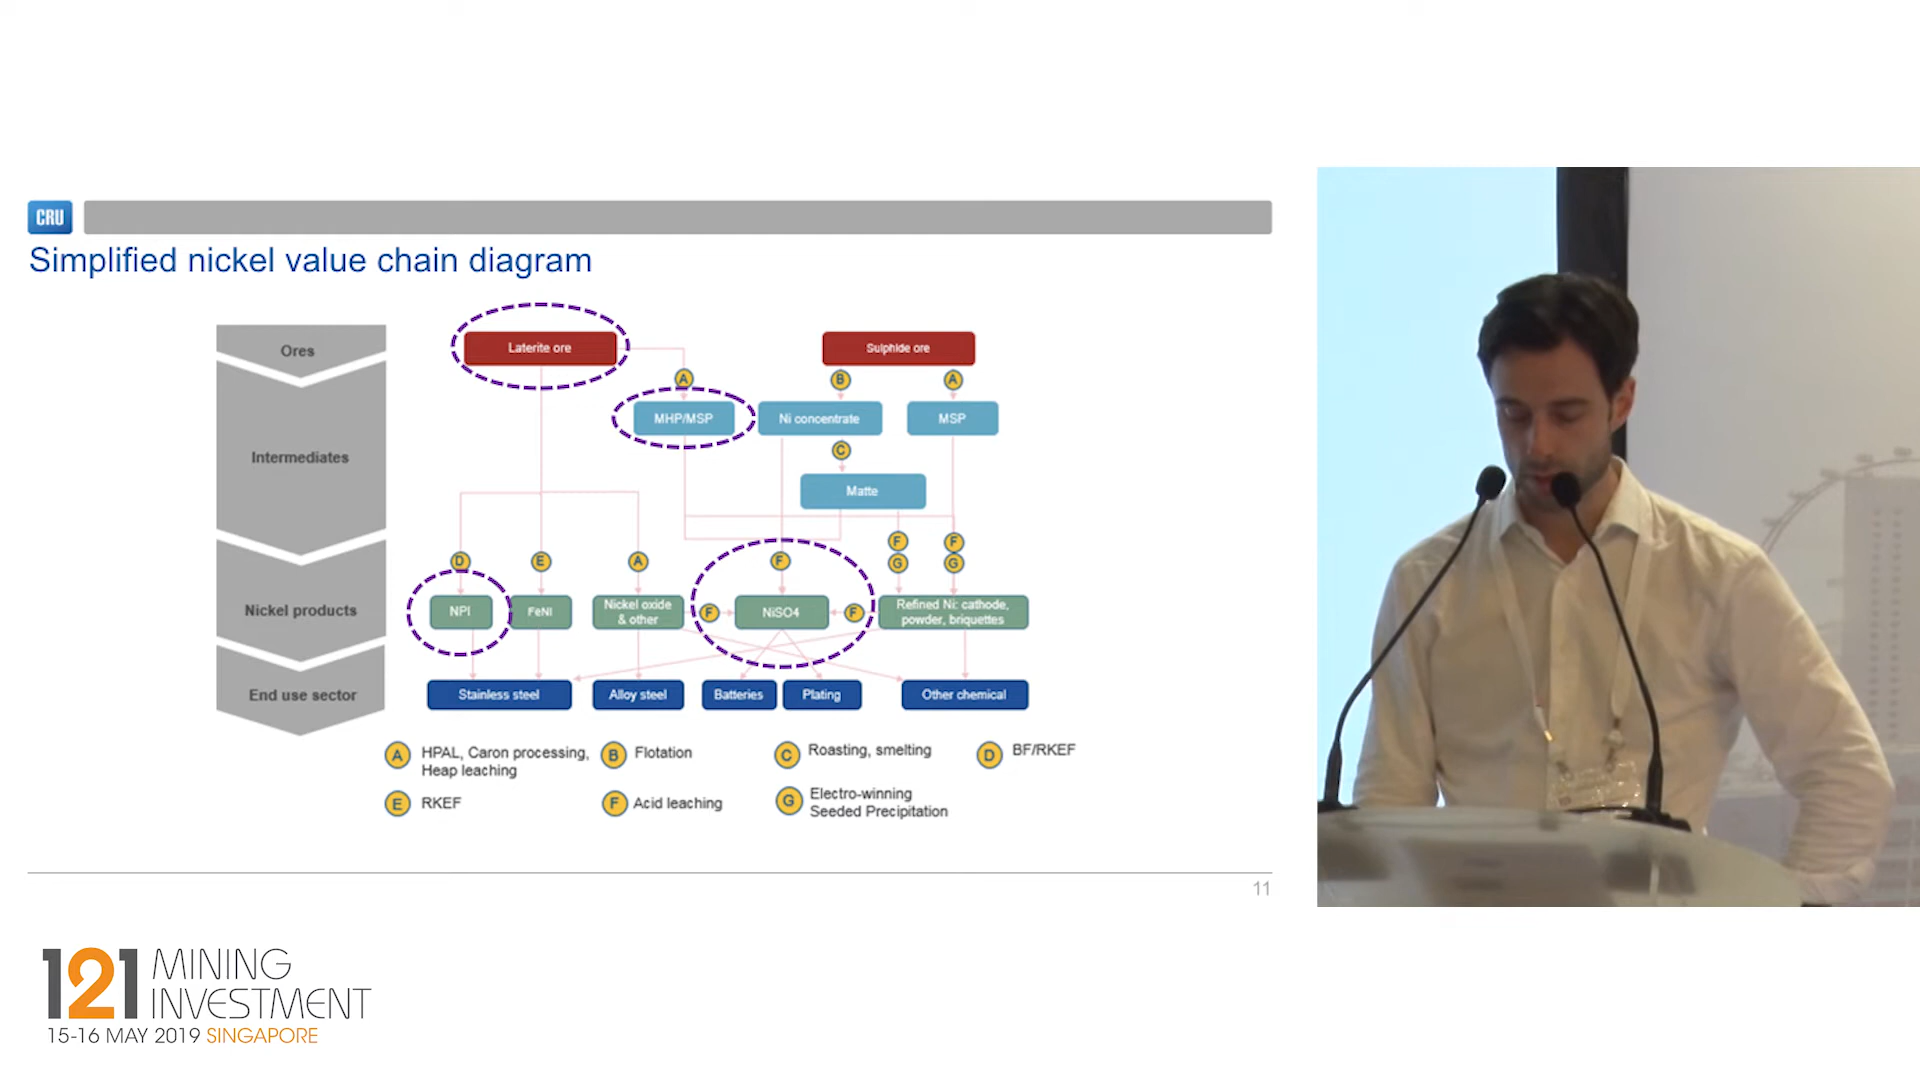 CRU
Simplified nickel value chain diagram
Ores
Laterite ore
Sulphide ore
A
B
A
MHP/MSP
Ni concentrate
MSP
C
Intermediates
Matte
F
F
D
E
A
F
G
G
Nickel products
NPI
FeNi
Nickel oxide
& other
F
NiSO4
F
Refined Ni: cathode,
powder, briquettes
End use sector
Stainless steel
Alloy steel
Batteries
Plating
Other chemical
A HPAL, Caron processing,
Heap leaching
B Flotation
C Roasting, smelting
D BF/RKEF
E RKEF
F Acid leaching
G Electro-winning
Seeded Precipitation
11
121 MINING
INVESTMENT
15-16 MAY 2019 SINGAPORE